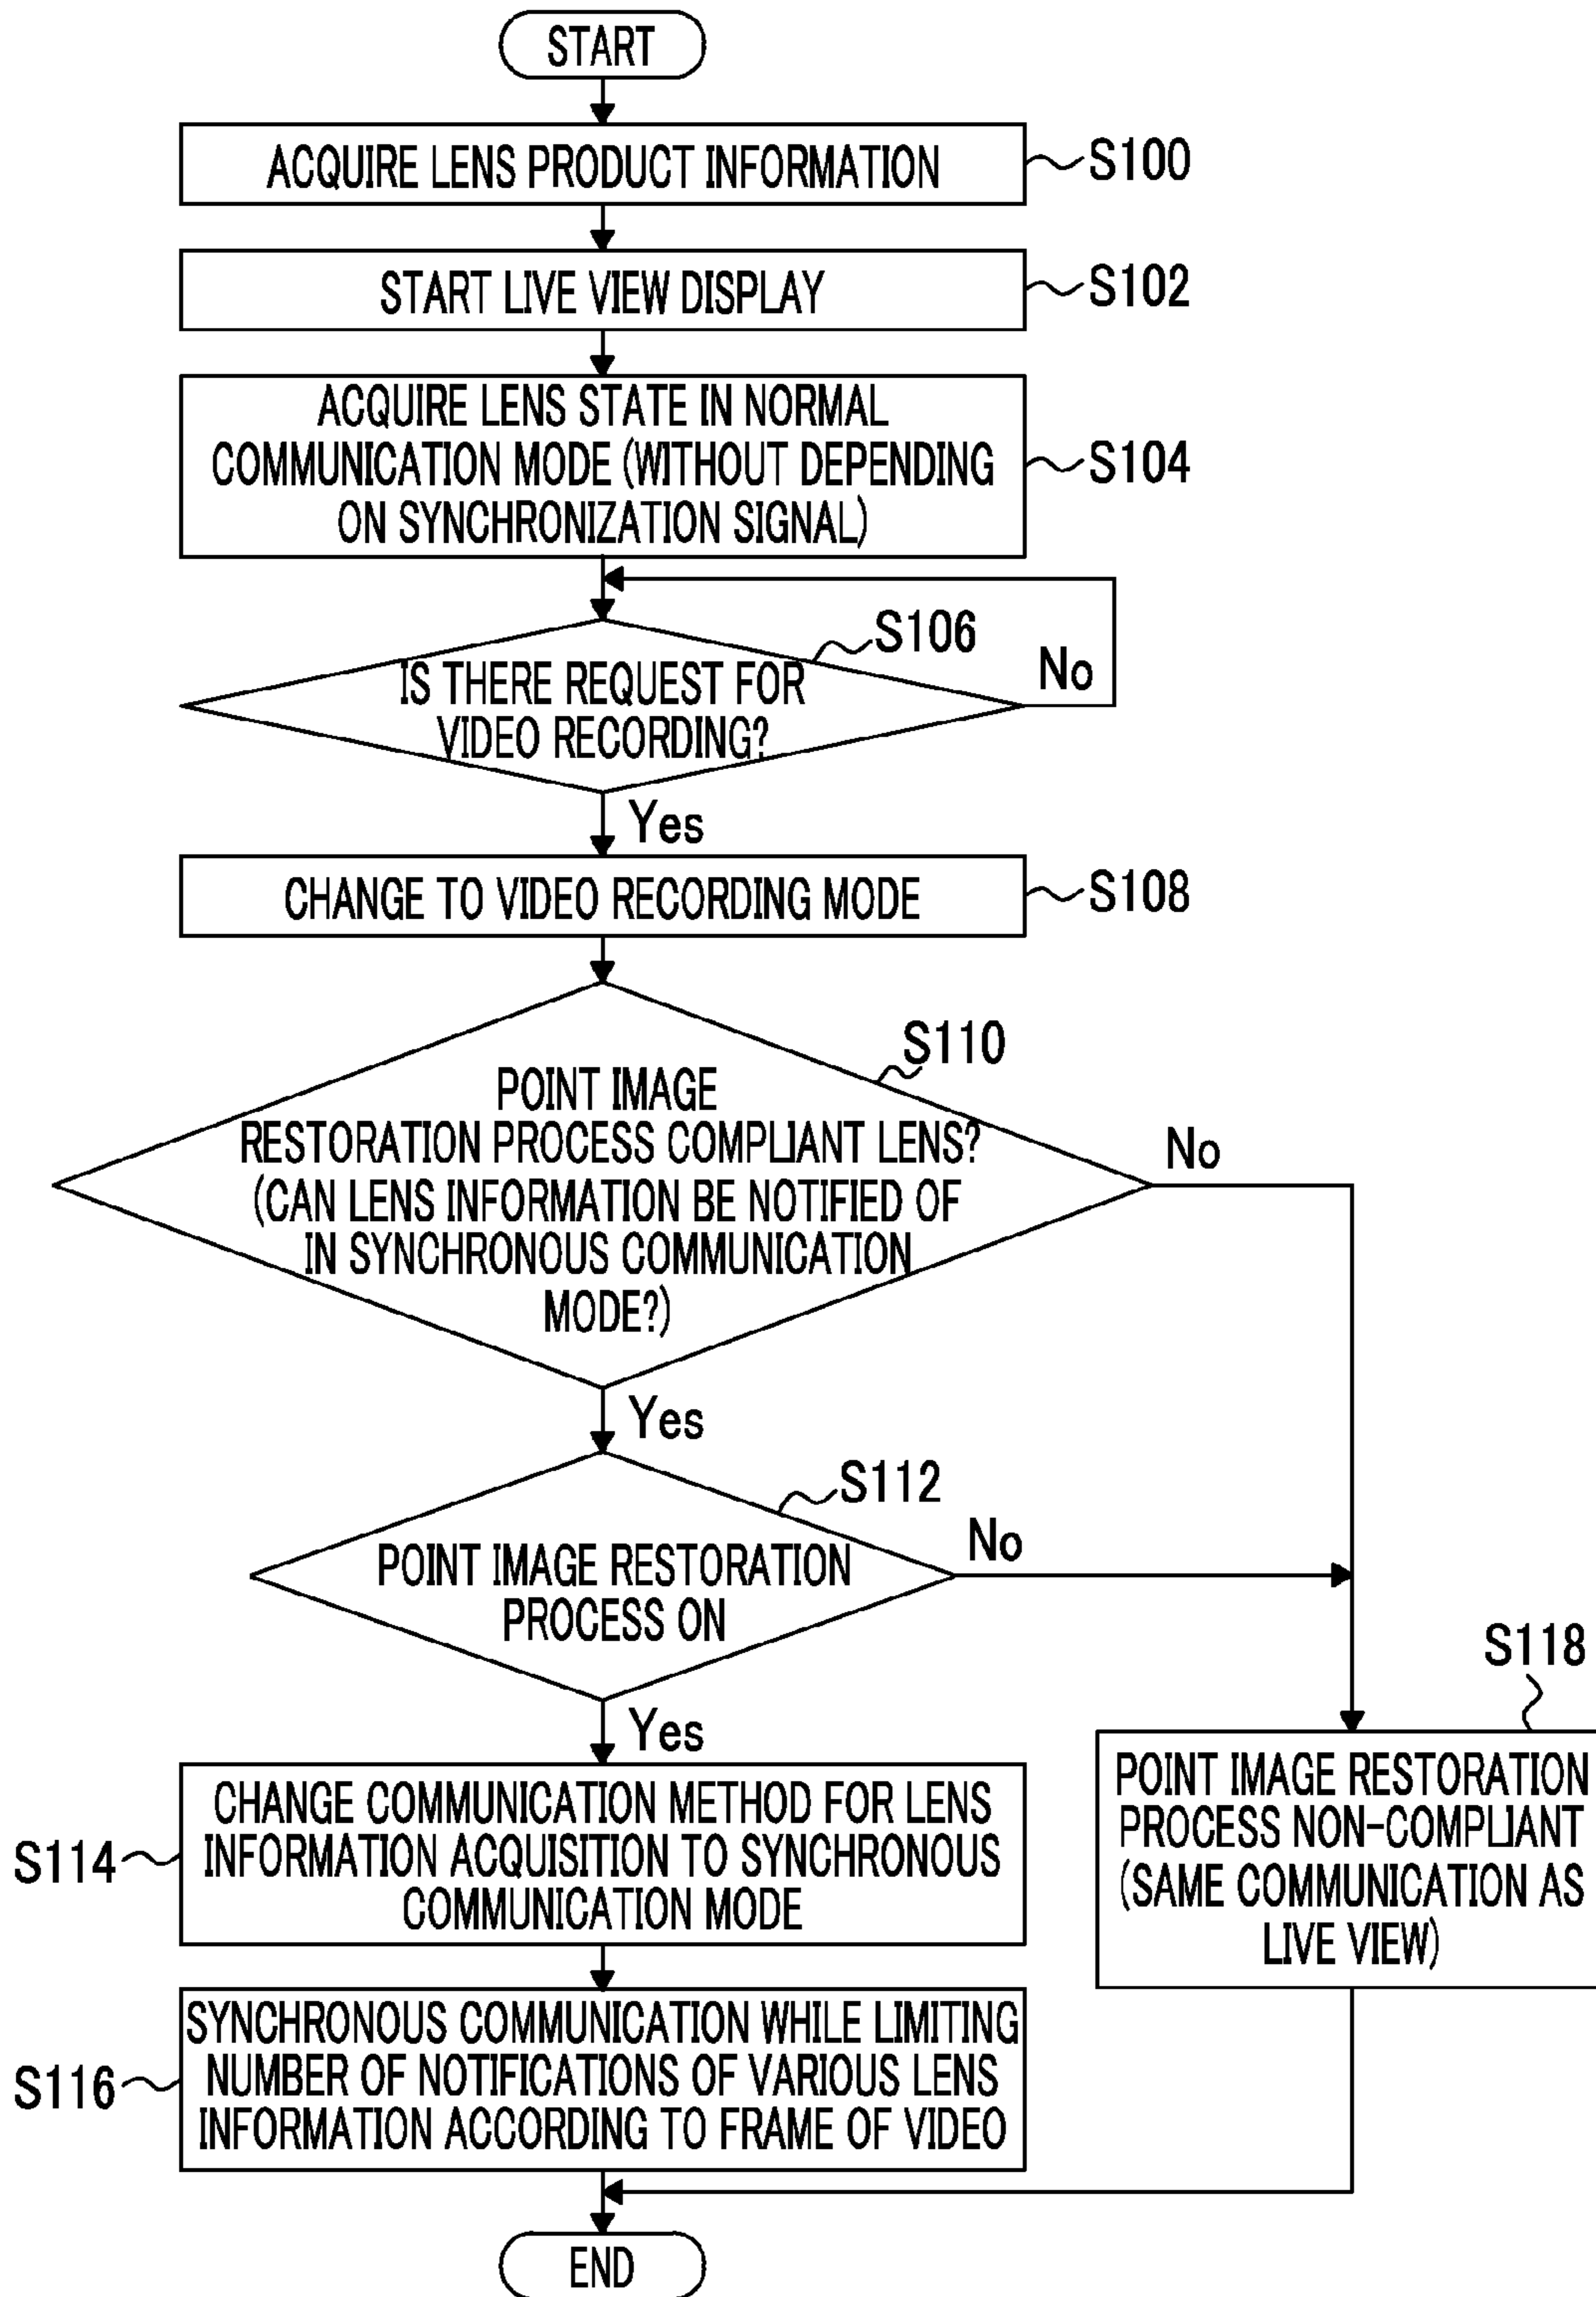 START
ACQUIRE LENS PRODUCT INFORMATION
S100
START LIVE VIEW DISPLAY
S102
ACQUIRE LENS STATE IN NORMAL
COMMUNICATION MODE (WITHOUT DEPENDING
ON SYNCHRONIZATION SIGNAL)
S104
S106
IS THERE REQUEST FOR
VIDEO RECORDING?
No
Yes
CHANGE TO VIDEO RECORDING MODE
S108
S110
POINT IMAGE
RESTORATION PROCESS COMPLIANT LENS?
(CAN LENS INFORMATION BE NOTIFIED OF
IN SYNCHRONOUS COMMUNICATION
MODE?)
No
Yes
S112
POINT IMAGE RESTORATION
PROCESS ON
No
Yes
S114
CHANGE COMMUNICATION METHOD FOR LENS
INFORMATION ACQUISITION TO SYNCHRONOUS
COMMUNICATION MODE
S118
POINT IMAGE RESTORATION
PROCESS NON-COMPLIANT
(SAME COMMUNICATION AS
LIVE VIEW)
S116
SYNCHRONOUS COMMUNICATION WHILE LIMITING
NUMBER OF NOTIFICATIONS OF VARIOUS LENS
INFORMATION ACCORDING TO FRAME OF VIDEO
END